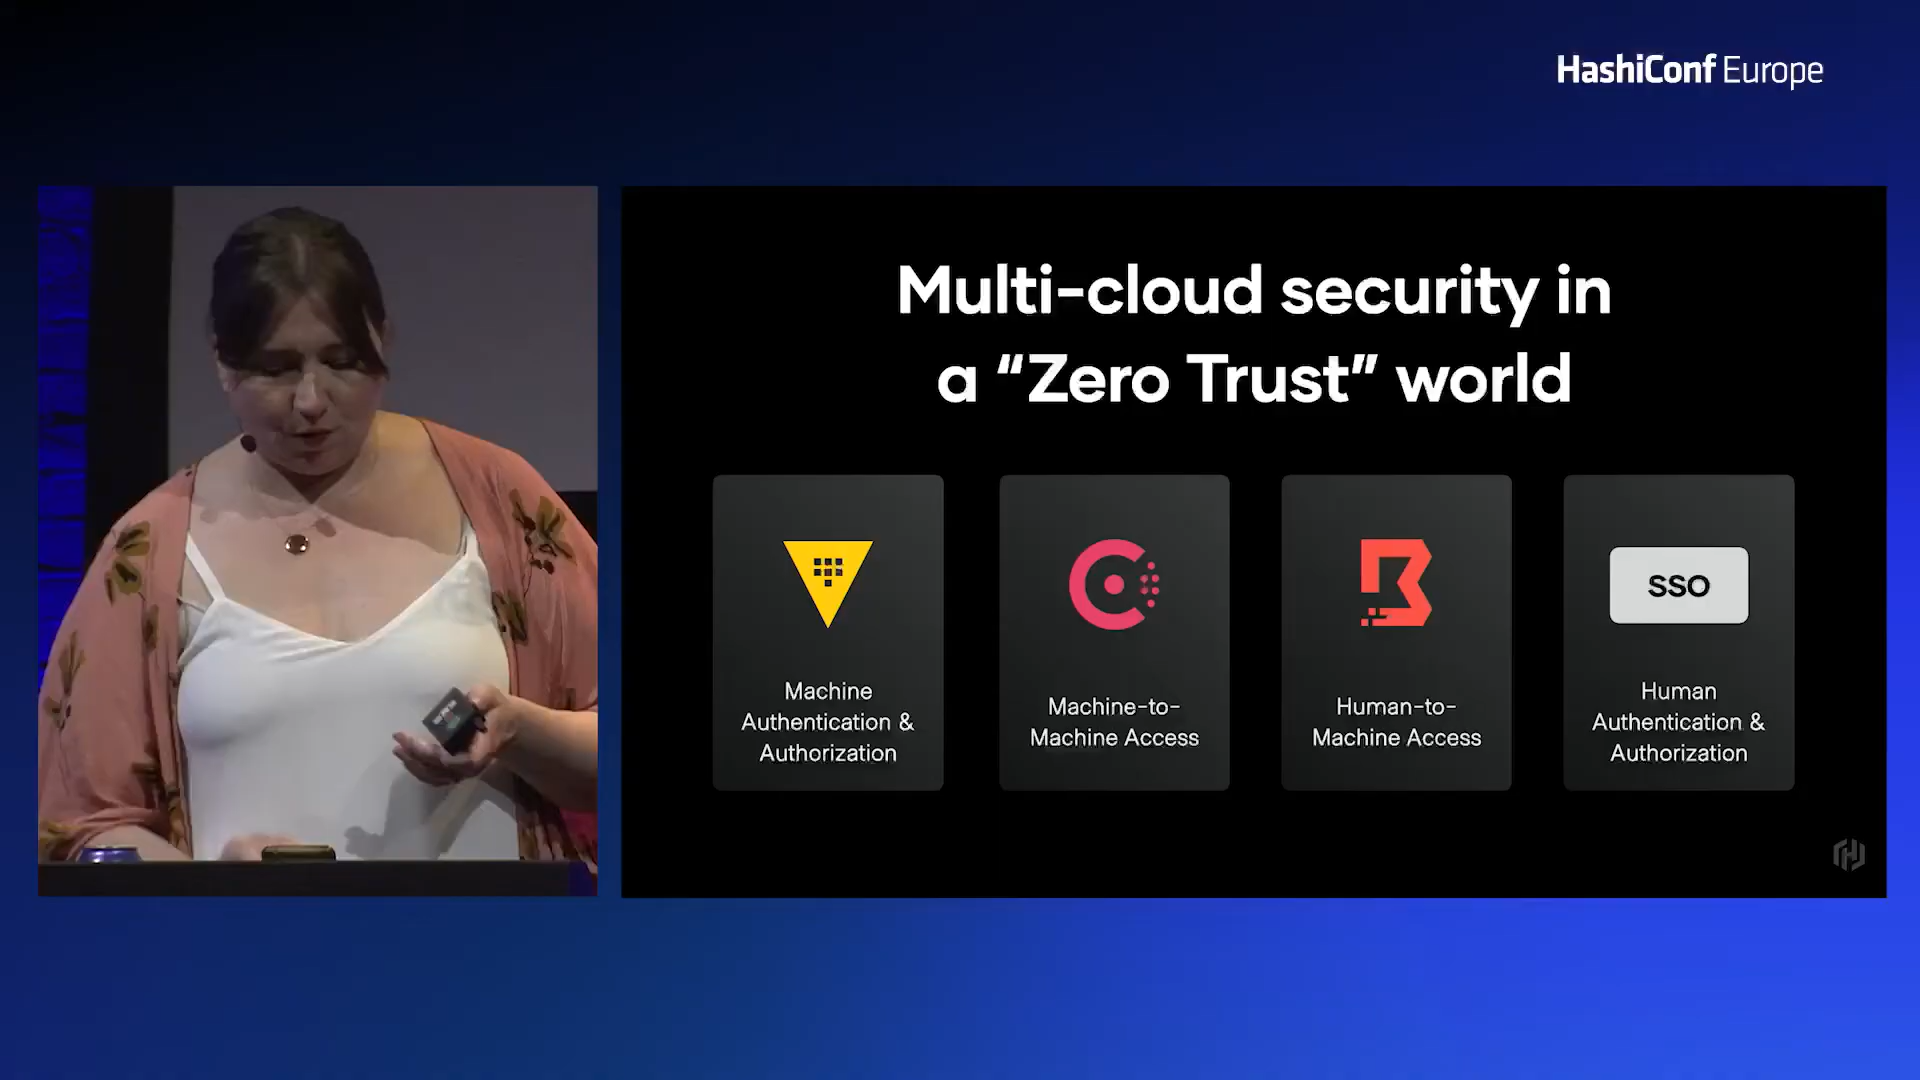 HashiConf Europe
Multi-cloud security in
a “Zero Trust” world
Machine
Authentication &
Authorization
Machine-to-
Machine Access
Human-to-
Machine Access
SSO
Human
Authentication &
Authorization